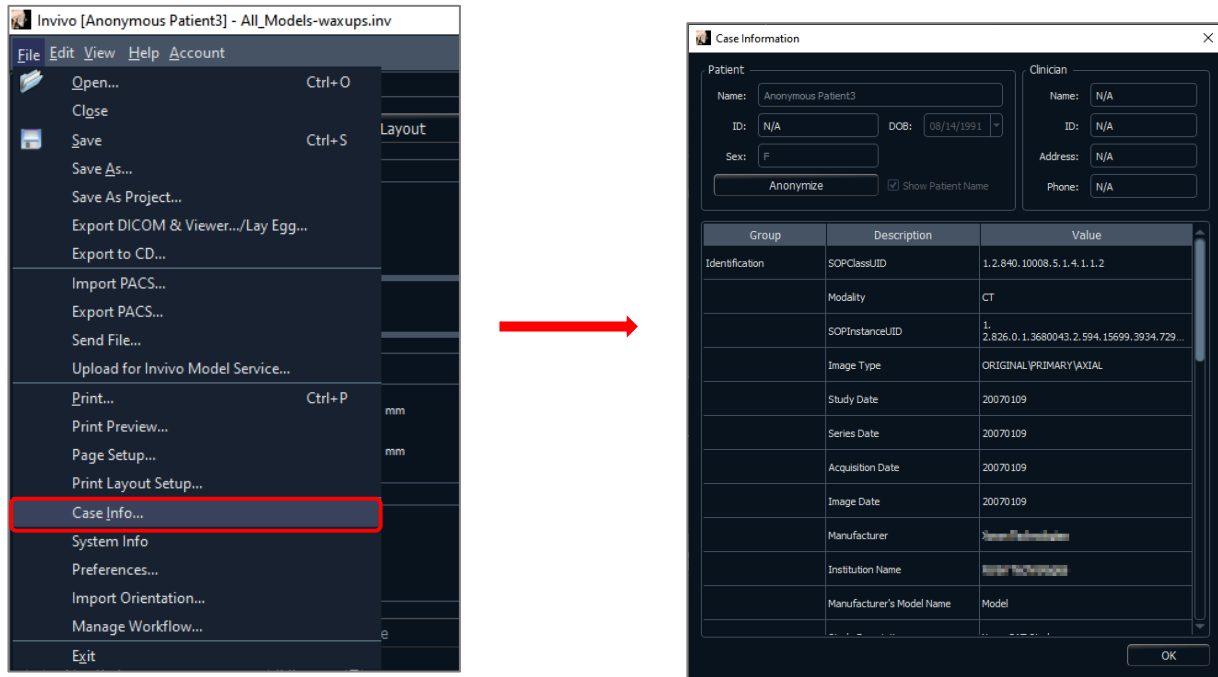 Invivo [Anonymous Patient3] - All_Models-waxups.inv
File Edit View Help Account
Open... Ctrl+O
Close
Save Ctrl+S
Save As...
Save As Project...
Export DICOM & Viewer.../Lay Egg...
Export to CD...
Import PACS...
Export PACS...
Send File...
Upload for Invivo Model Service...
Print... Ctrl+P
Print Preview...
Page Setup...
Print Layout Setup...
Case Info...
System Info
Preferences...
Import Orientation...
Manage Workflow...
Exit
Layout
mm
mm
Case Information
Patient
Name: Anonymous Patient3
ID: N/A DOB: 08/14/1991
Sex: F
Anonymize Show Patient Name
Clinician
Name: N/A
ID: N/A
Address: N/A
Phone: N/A
Group Description Value
Identification SOPClassUID 1.2.840.10008.5.1.4.1.1.2
Modality CT
SOPInstanceUID 1.
2.826.0.1.3680043.2.594.15699.3934.729...
Image Type ORIGINAL\PRIMARY\AXIAL
Study Date 20070109
Series Date 20070109
Acquisition Date 20070109
Image Date 20070109
Manufacturer
Institution Name
Manufacturer's Model Name Model
OK